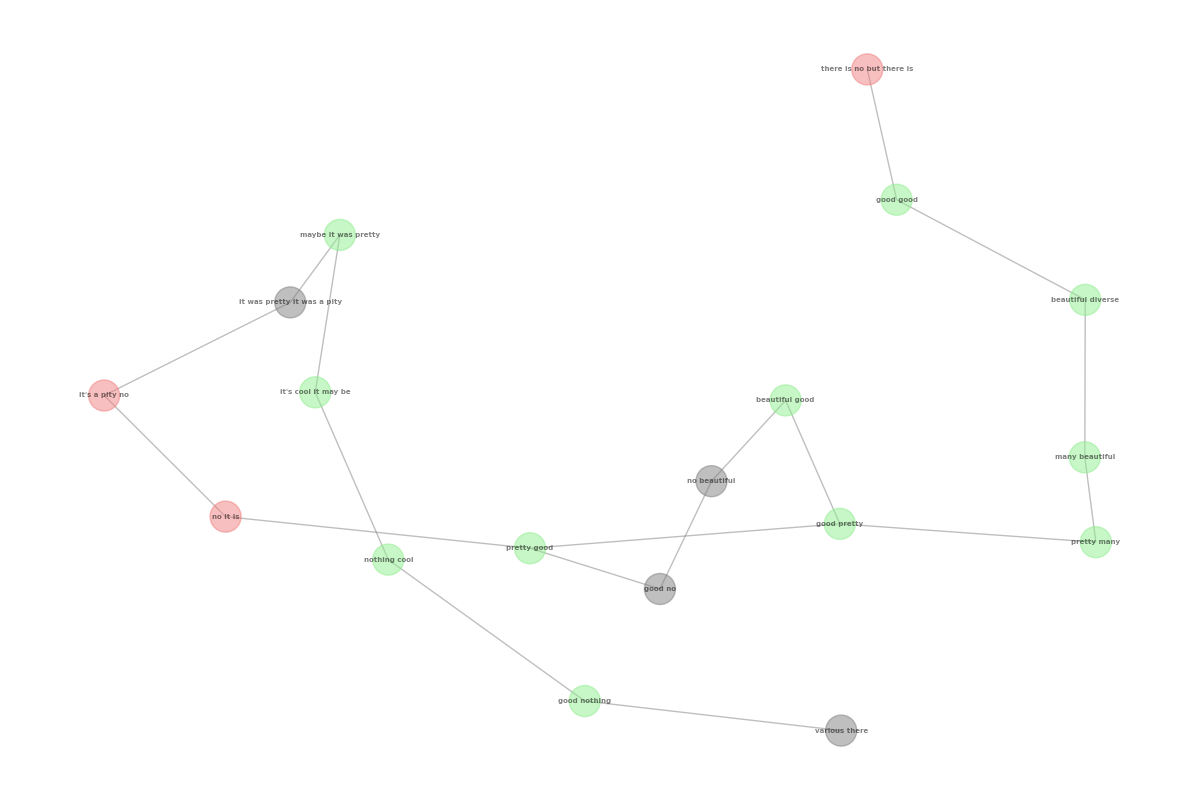 there is no but there is
good good
maybe it was pretty
beautiful diverse
it was pretty it was a pity
it's cool it may be
it's a pity no
beautiful good
many beautiful
no beautiful
no it is
good pretty
pretty many
pretty good
nothing cool
good no
good nothing
various there